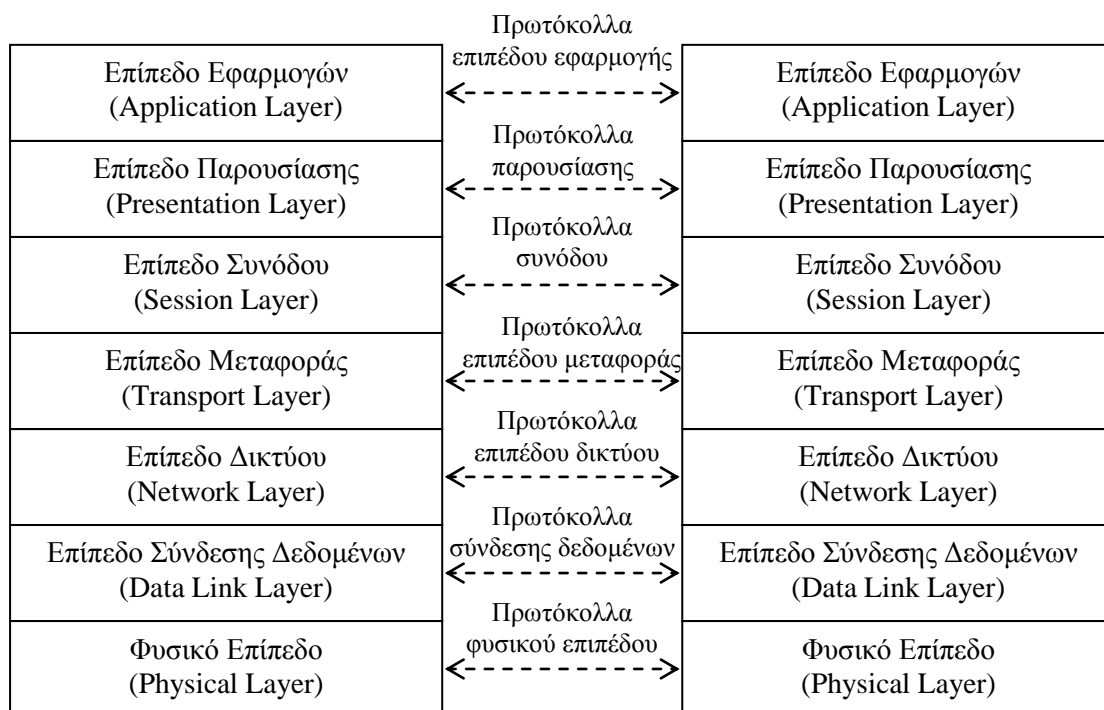 Πρωτόκολλα
επιπέδου εφαρμογής
Επίπεδο Εφαρμογών
(Application Layer)
Επίπεδο Εφαρμογών
(Application Layer)
Πρωτόκολλα
παρουσίασης
Επίπεδο Παρουσίασης
(Presentation Layer)
Επίπεδο Παρουσίασης
(Presentation Layer)
Πρωτόκολλα
συνόδου
Επίπεδο Συνόδου
(Session Layer)
Επίπεδο Συνόδου
(Session Layer)
Πρωτόκολλα
επιπέδου μεταφοράς
Επίπεδο Μεταφοράς
(Transport Layer)
Επίπεδο Μεταφοράς
(Transport Layer)
Πρωτόκολλα
επιπέδου δικτύου
Επίπεδο Δικτύου
(Network Layer)
Επίπεδο Δικτύου
(Network Layer)
Πρωτόκολλα
σύνδεσης δεδομένων
Επίπεδο Σύνδεσης Δεδομένων
(Data Link Layer)
Επίπεδο Σύνδεσης Δεδομένων
(Data Link Layer)
Πρωτόκολλα
φυσικού επιπέδου
Φυσικό Επίπεδο
(Physical Layer)
Φυσικό Επίπεδο
(Physical Layer)